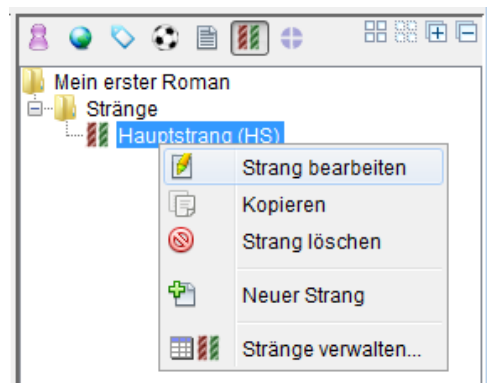 Mein erster Roman
Stränge
Hauptstrang (HS)
Strang bearbeiten
Kopieren
Strang löschen
Neuer Strang
Stränge verwalten...